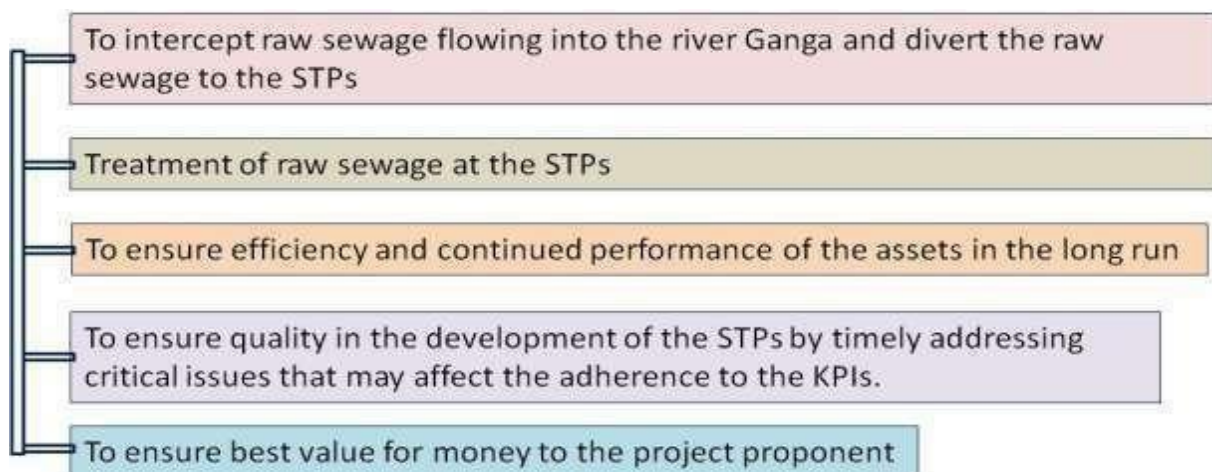 To intercept raw sewage flowing into the river Ganga and divert the raw
sewage to the STPs
Treatment of raw sewage at the STPs
To ensure efficiency and continued performance of the assets in the long run
To ensure quality in the development of the STPs by timely addressing
critical issues that may affect the adherence to the KPIs.
To ensure best value for money to the project proponent